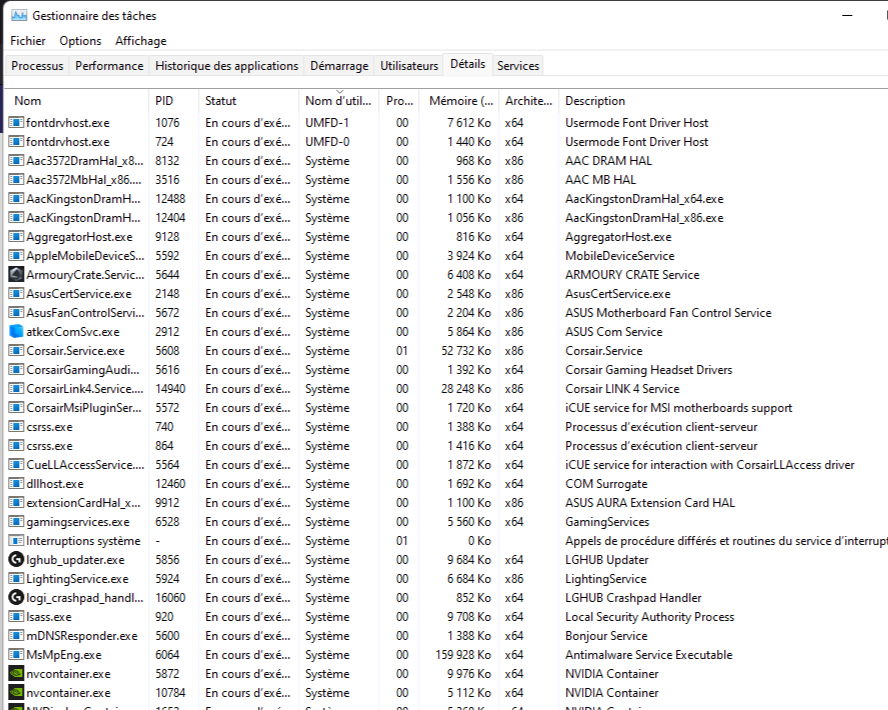 Gestionnaire des tâches
Fichier Options Affichage
Processus Performance Historique des applications Démarrage Utilisateurs Détails Services
Nom PID Statut Nom d'util... Pro... Mémoire (... Archite... Description
fontdrvhost.exe 1076 En cours d'exé... UMFD-1 00 7 612 Ko x64 Usermode Font Driver Host
fontdrvhost.exe 724 En cours d'exé... UMFD-0 00 1 440 Ko x64 Usermode Font Driver Host
Aac3572DramHal_x8... 8132 En cours d'exé... Système 00 968 Ko x86 AAC DRAM HAL
Aac3572MbHal_x86.... 3516 En cours d'exé... Système 00 1 556 Ko x86 AAC MB HAL
AacKingstonDramH... 12488 En cours d'exé... Système 00 1 100 Ko x64 AacKingstonDramHal_x64.exe
AacKingstonDramH... 12404 En cours d'exé... Système 00 1 056 Ko x86 AacKingstonDramHal_x86.exe
AggregatorHost.exe 9128 En cours d'exé... Système 00 816 Ko x64 AggregatorHost.exe
AppleMobileDeviceS... 5592 En cours d'exé... Système 00 3 924 Ko x64 MobileDeviceService
ArmouryCrate.Servic... 5644 En cours d'exé... Système 00 6 408 Ko x64 ARMOURY CRATE Service
AsusCertService.exe 2148 En cours d'exé... Système 00 2 548 Ko x86 AsusCertService.exe
AsusFanControlServi... 5672 En cours d'exé... Système 00 2 204 Ko x86 ASUS Motherboard Fan Control Service
atkexComSvc.exe 2912 En cours d'exé... Système 00 5 864 Ko x86 ASUS Com Service
Corsair.Service.exe 5608 En cours d'exé... Système 01 52 732 Ko x86 Corsair.Service
CorsairGamingAudi... 5616 En cours d'exé... Système 00 1 392 Ko x64 Corsair Gaming Headset Drivers
CorsairLink4.Service.... 14940 En cours d'exé... Système 00 28 248 Ko x86 Corsair LINK 4 Service
CorsairMsiPluginSer... 5572 En cours d'exé... Système 00 1 720 Ko x64 iCUE service for MSI motherboards support
csrss.exe 740 En cours d'exé... Système 00 1 388 Ko x64 Processus d'exécution client-serveur
csrss.exe 864 En cours d'exé... Système 00 1 416 Ko x64 Processus d'exécution client-serveur
CueLLAccessService.... 5564 En cours d'exé... Système 00 1 872 Ko x64 iCUE service for interaction with CorsairLLAccess driver
dllhost.exe 12460 En cours d'exé... Système 00 1 692 Ko x64 COM Surrogate
extensionCardHal_x... 9912 En cours d'exé... Système 00 1 100 Ko x86 ASUS AURA Extension Card HAL
gamingservices.exe 6528 En cours d'exé... Système 00 5 560 Ko x64 GamingServices
Interruptions système - En cours d'exé... Système 01 0 Ko Appels de procédure différés et routines du service d'interrupt
lghub_updater.exe 5856 En cours d'exé... Système 00 9 684 Ko x64 LGHUB Updater
LightingService.exe 5924 En cours d'exé... Système 00 6 684 Ko x86 LightingService
logi_crashpad_handl... 16060 En cours d'exé... Système 00 852 Ko x64 LGHUB Crashpad Handler
lsass.exe 920 En cours d'exé... Système 00 9 708 Ko x64 Local Security Authority Process
mDNSResponder.exe 5600 En cours d'exé... Système 00 1 388 Ko x64 Bonjour Service
MsMpEng.exe 6064 En cours d'exé... Système 00 159 928 Ko x64 Antimalware Service Executable
nvcontainer.exe 5872 En cours d'exé... Système 00 9 976 Ko x64 NVIDIA Container
nvcontainer.exe 10784 En cours d'exé... Système 00 5 112 Ko x64 NVIDIA Container